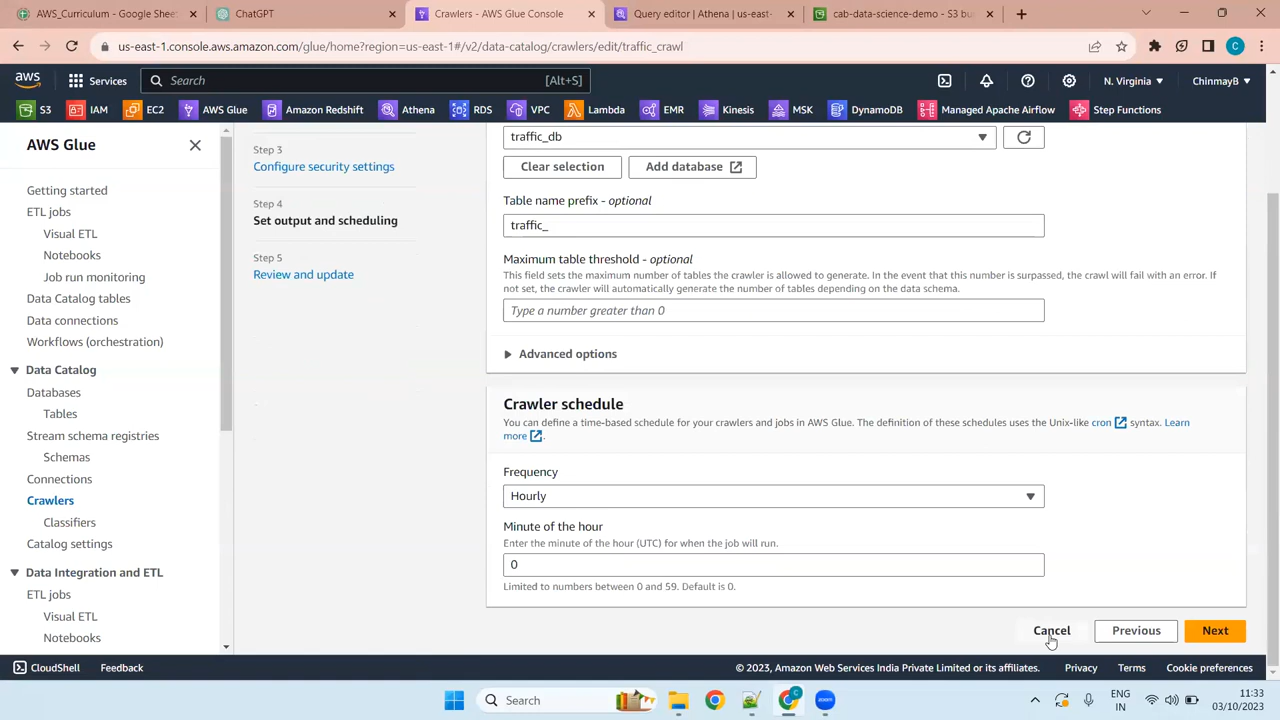 AWS_Curriculum - Google Sheet
ChatGPT
Crawlers - AWS Glue Console
Query editor | Athena | us-east-
cab-data-science-demo - S3 bu
us-east-1.console.aws.amazon.com/glue/home?region=us-east-1#/v2/data-catalog/crawlers/edit/traffic_crawl
C
aws
Services
Search
[Alt+S]
N. Virginia
ChinmayB
S3
IAM
EC2
AWS Glue
Amazon Redshift
Athena
RDS
VPC
Lambda
EMR
Kinesis
MSK
DynamoDB
Managed Apache Airflow
Step Functions
AWS Glue
Getting started
ETL jobs
Visual ETL
Notebooks
Job run monitoring
Data Catalog tables
Data connections
Workflows (orchestration)
Data Catalog
Databases
Tables
Stream schema registries
Schemas
Connections
Crawlers
Classifiers
Catalog settings
Data Integration and ETL
ETL jobs
Visual ETL
Notebooks
Step 3
Configure security settings
Step 4
Set output and scheduling
Step 5
Review and update
traffic_db
Clear selection
Add database
Table name prefix - optional
traffic_
Maximum table threshold - optional
This field sets the maximum number of tables the crawler is allowed to generate. In the event that this number is surpassed, the crawl will fail with an error. If
not set, the crawler will automatically generate the number of tables depending on the data schema.
Type a number greater than 0
Advanced options
Crawler schedule
You can define a time-based schedule for your crawlers and jobs in AWS Glue. The definition of these schedules uses the Unix-like cron syntax. Learn
more .
Frequency
Hourly
Minute of the hour
Enter the minute of the hour (UTC) for when the job will run.
0
Limited to numbers between 0 and 59. Default is 0.
Cancel
Previous
Next
CloudShell
Feedback
© 2023, Amazon Web Services India Private Limited or its affiliates.
Privacy
Terms
Cookie preferences
Search
C
zoom
ENG
IN
11:33
03/10/2023